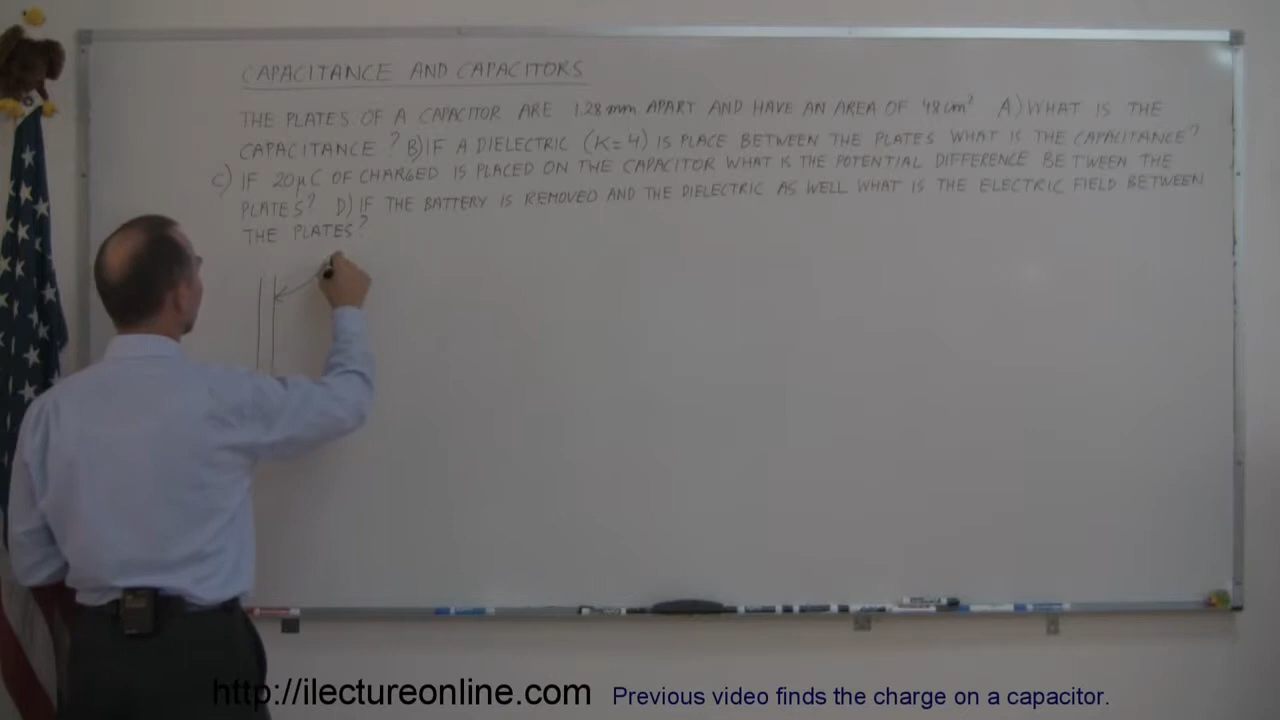 CAPACITANCE AND CAPACITORS
THE PLATES OF A CAPACITOR ARE 1.28mm APART AND HAVE AN AREA OF 48cm² A) WHAT IS THE
CAPACITANCE? B) IF A DIELECTRIC (K=4) IS PLACE BETWEEN THE PLATES WHAT IS THE CAPACITANCE?
C) IF 20μC OF CHARGED IS PLACED ON THE CAPACITOR WHAT IS THE POTENTIAL DIFFERENCE BETWEEN THE
PLATES? D) IF THE BATTERY IS REMOVED AND THE DIELECTRIC AS WELL WHAT IS THE ELECTRIC FIELD BETWEEN
THE PLATES?
http://ilectureonline.com Previous video finds the charge on a capacitor.